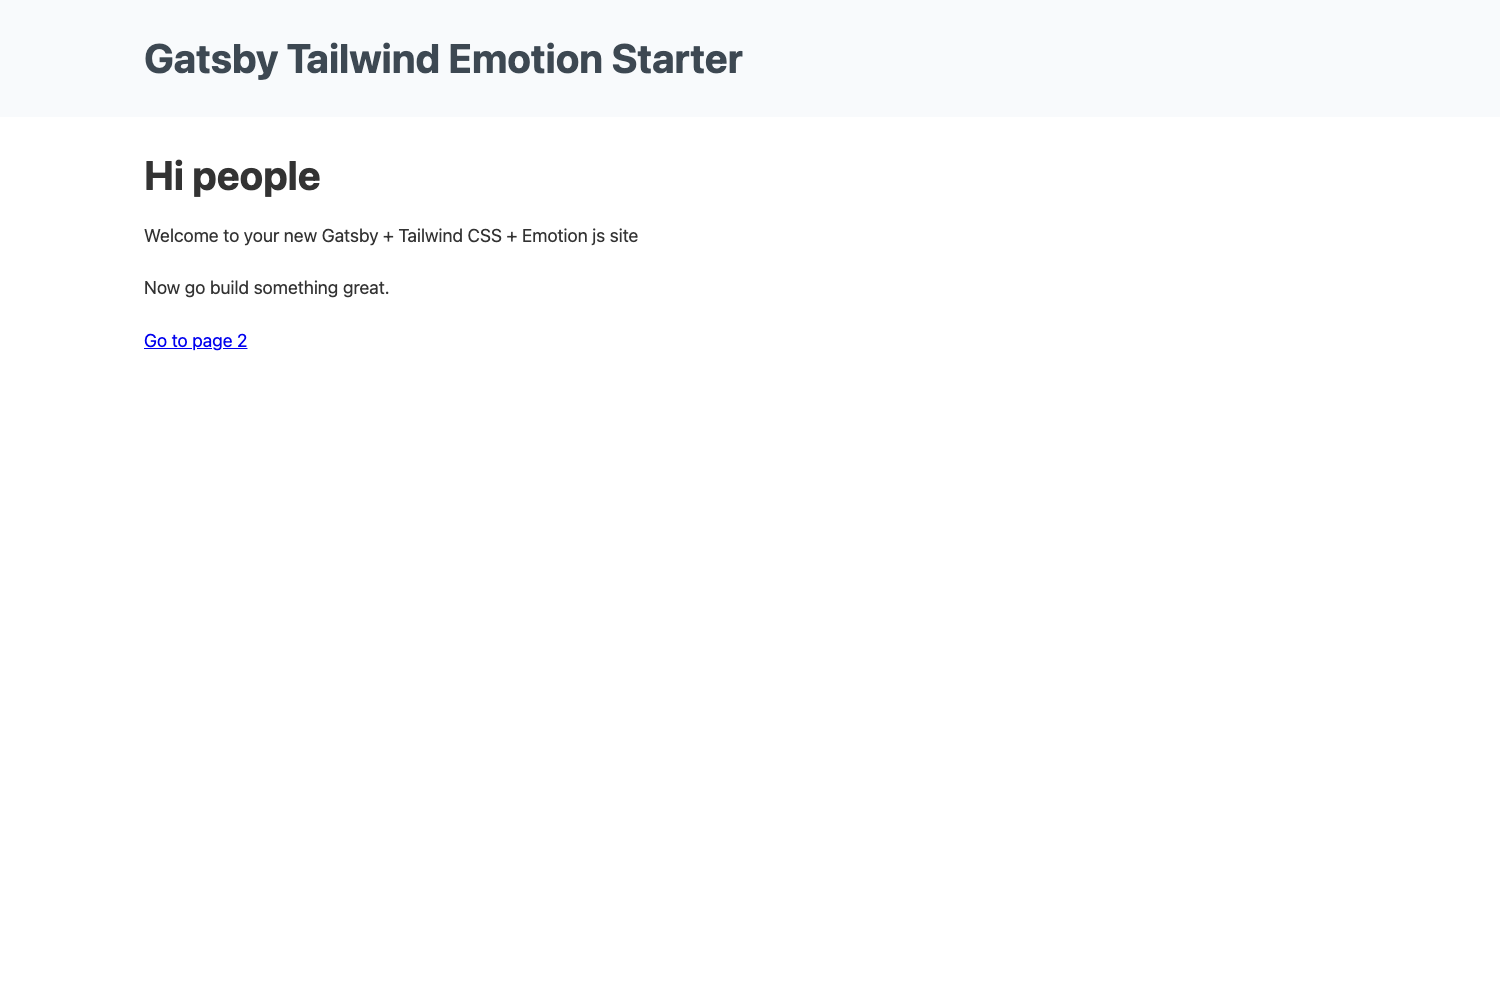 Gatsby Tailwind Emotion Starter
Hi people
Welcome to your new Gatsby + Tailwind CSS + Emotion js site
Now go build something great.
Go to page 2